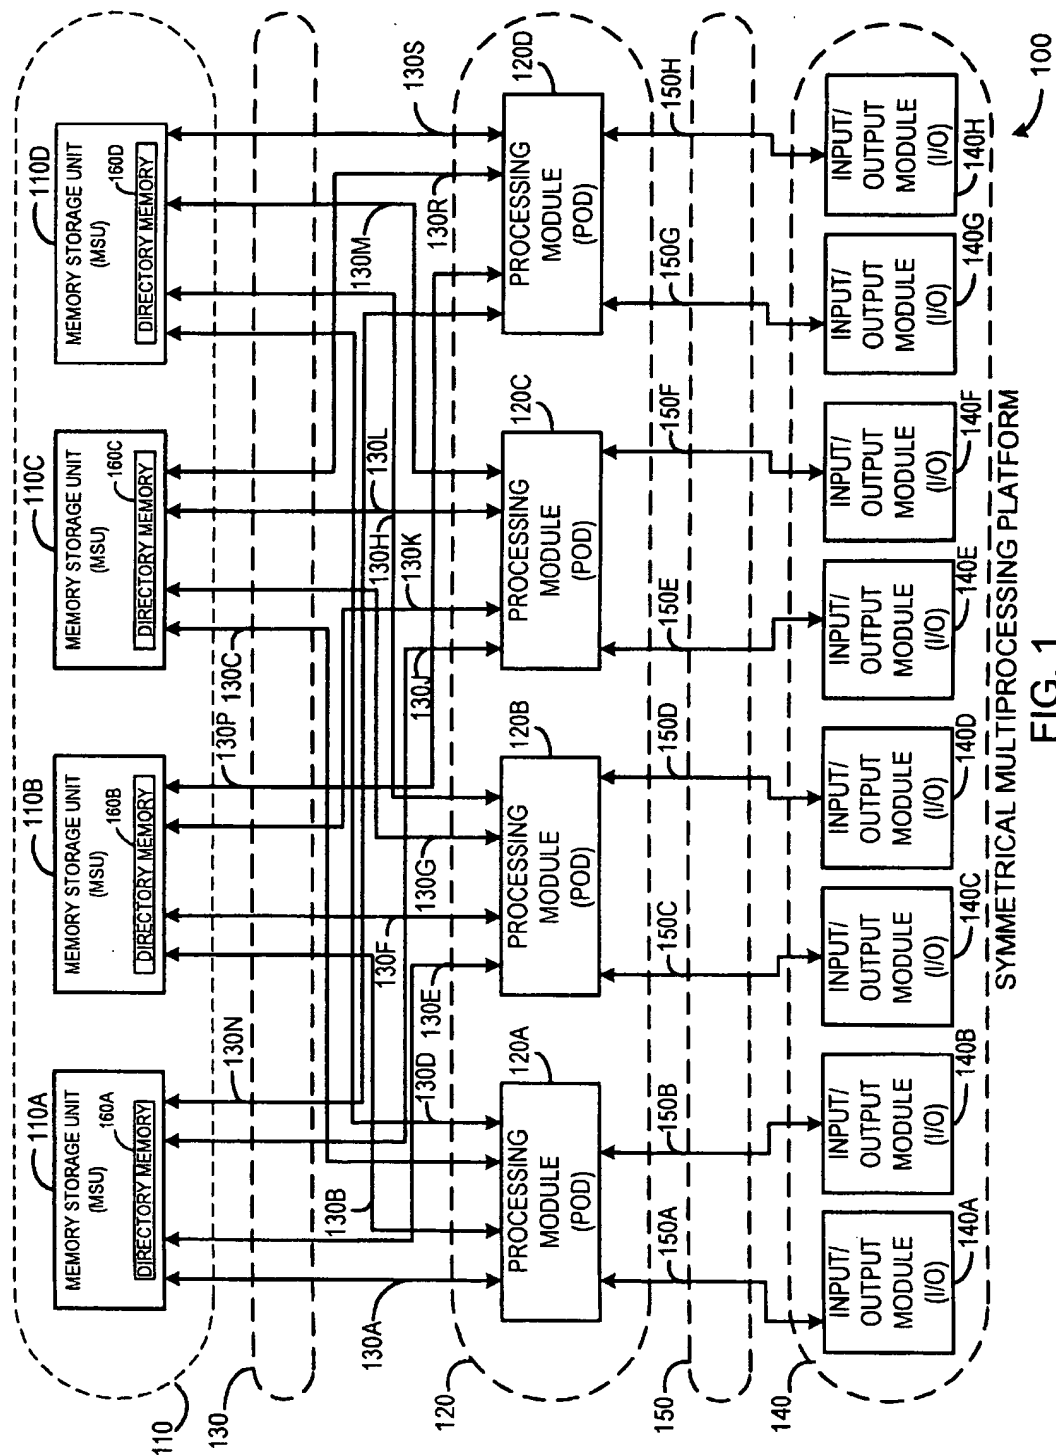 110A
110B
110C
110D
MEMORY STORAGE UNIT
(MSU)
160A
DIRECTORY MEMORY
MEMORY STORAGE UNIT
(MSU)
160B
DIRECTORY MEMORY
MEMORY STORAGE UNIT
(MSU)
160C
DIRECTORY MEMORY
MEMORY STORAGE UNIT
(MSU)
160D
DIRECTORY MEMORY
110
130
130N
130P
130C
130A
130B
130D
130E
130F
130G
130J
130H
130K
130L
130M
130R
130S
120
120A
120B
120C
120D
PROCESSING
MODULE
(POD)
PROCESSING
MODULE
(POD)
PROCESSING
MODULE
(POD)
PROCESSING
MODULE
(POD)
150
150A
150B
150C
150D
150E
150F
150G
150H
140
INPUT/
OUTPUT
MODULE
(I/O)
140A
INPUT/
OUTPUT
MODULE
(I/O)
140B
INPUT/
OUTPUT
MODULE
(I/O)
140C
INPUT/
OUTPUT
MODULE
(I/O)
140D
INPUT/
OUTPUT
MODULE
(I/O)
140E
INPUT/
OUTPUT
MODULE
(I/O)
140F
INPUT/
OUTPUT
MODULE
(I/O)
140G
INPUT/
OUTPUT
MODULE
(I/O)
140H
SYMMETRICAL MULTIPROCESSING PLATFORM
100
FIG. 1